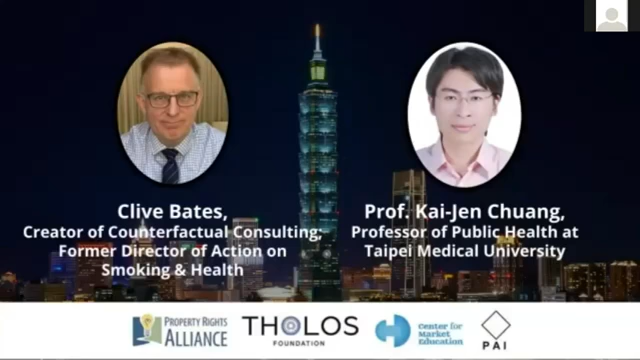 Clive Bates,
Creator of Counterfactual Consulting;
Former Director of Action on
Smoking & Health
Prof. Kai-Jen Chuang,
Professor of Public Health at
Taipei Medical University
PROPERTY RIGHTS
ALLIANCE
THOLOS
FOUNDATION
Center for
Market
Education
PAI